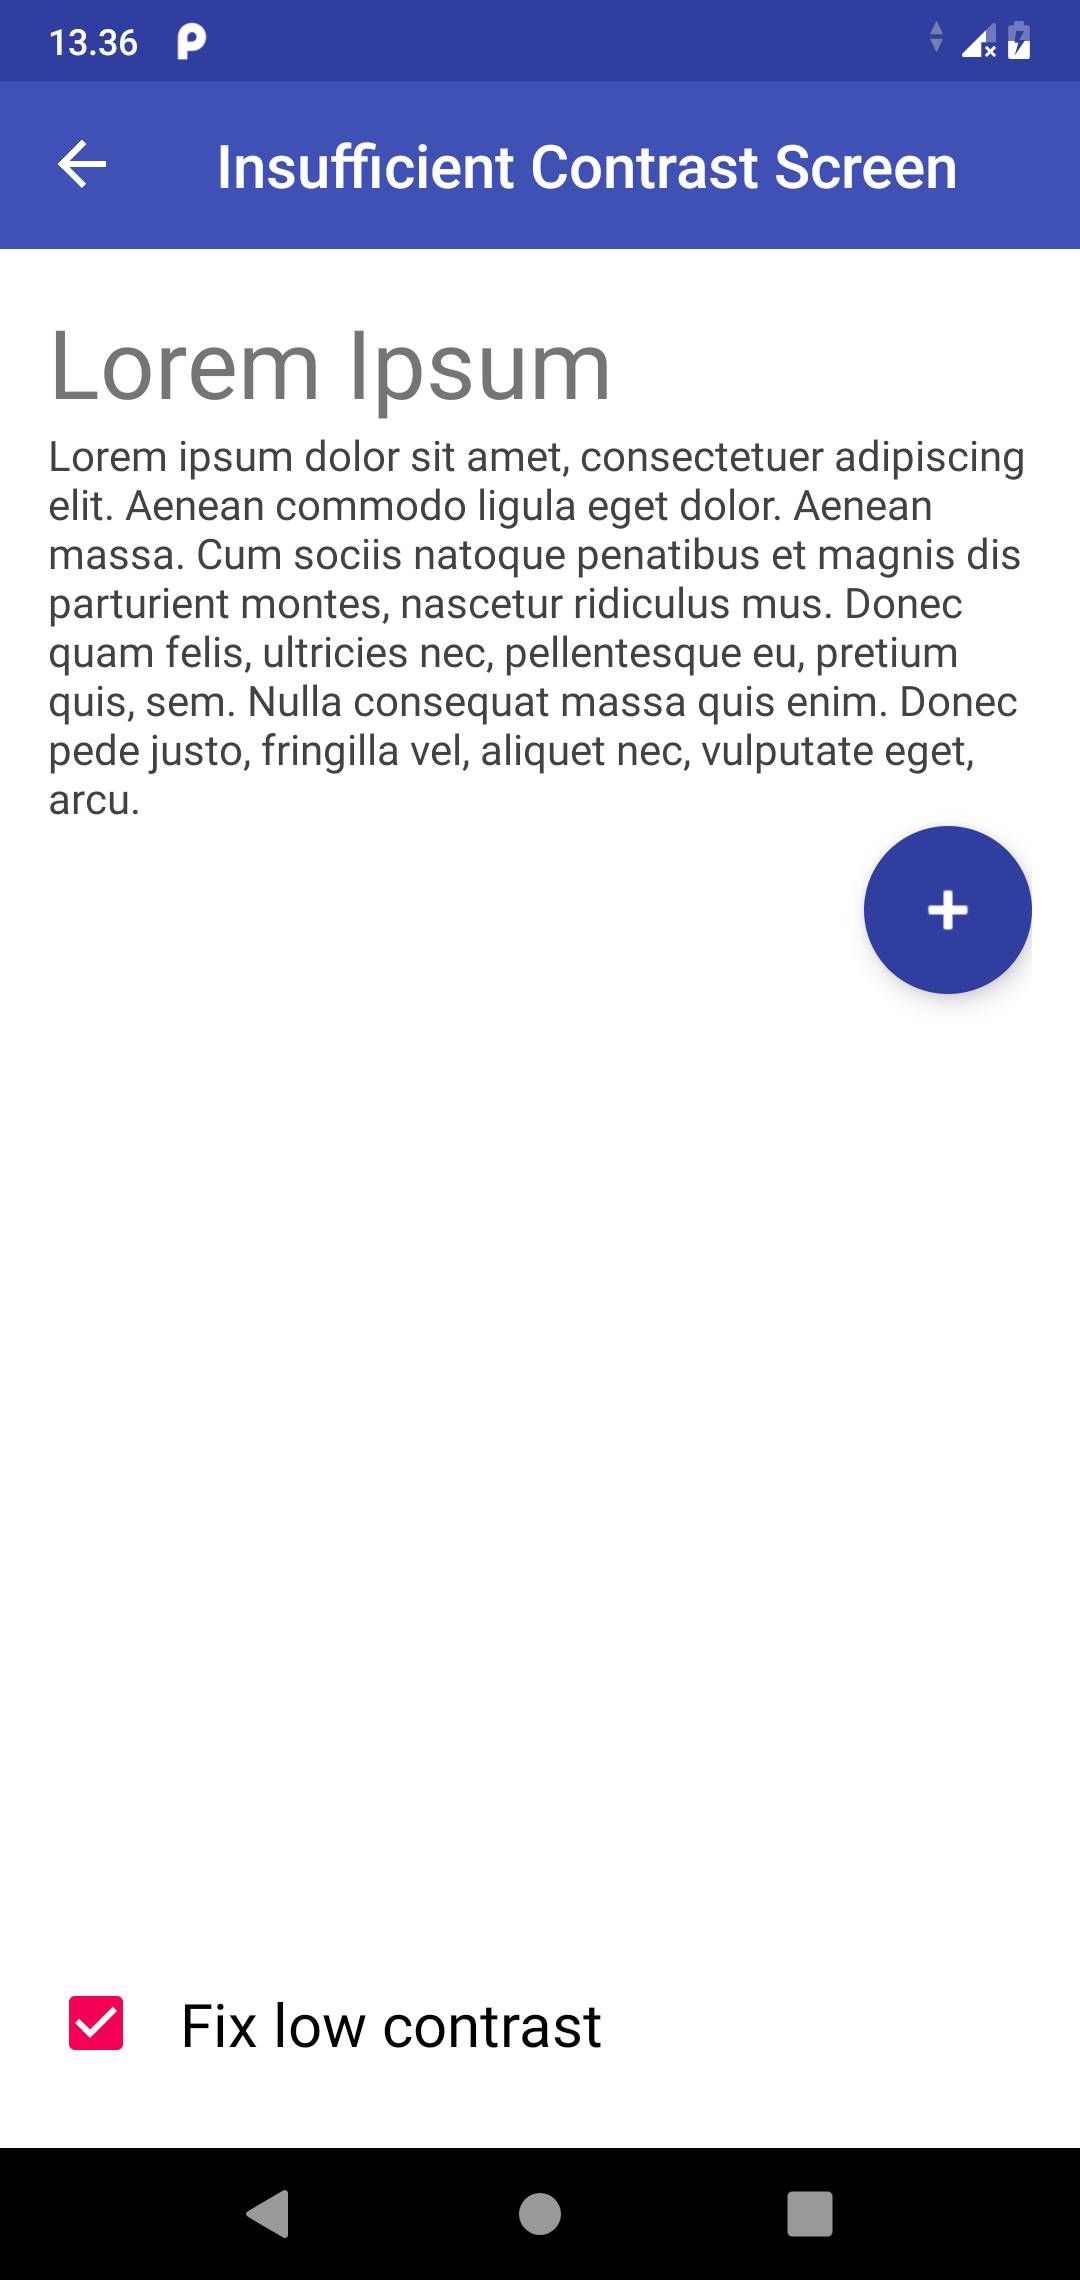 13.36
Insufficient Contrast Screen
Lorem Ipsum
Lorem ipsum dolor sit amet, consectetuer adipiscing
elit. Aenean commodo ligula eget dolor. Aenean
massa. Cum sociis natoque penatibus et magnis dis
parturient montes, nascetur ridiculus mus. Donec
quam felis, ultricies nec, pellentesque eu, pretium
quis, sem. Nulla consequat massa quis enim. Donec
pede justo, fringilla vel, aliquet nec, vulputate eget,
arcu.
Fix low contrast